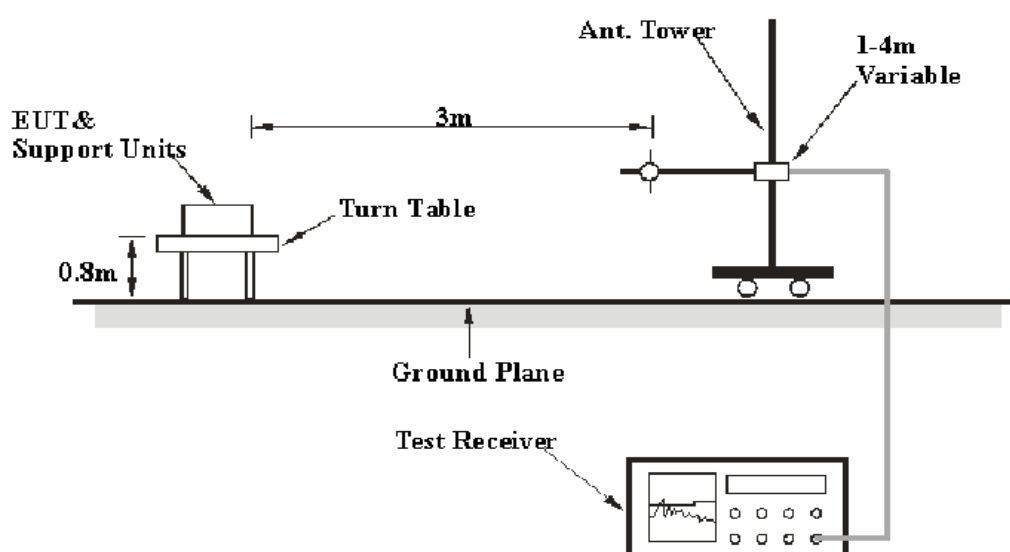 Ant. Tower
1-4m
Variable
3m
EUT&
Support Units
Turn Table
0.8m
Ground Plane
Test Receiver